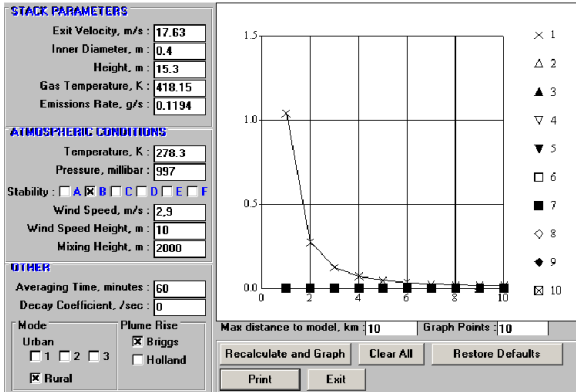 STACK PARAMETERS
Exit Velocity, m/s : 17.63
Inner Diameter, m : 0.4
Height, m : 15.3
Gas Temperature, K : 418.15
Emissions Rate, g/s : 0.1194
ATMOSPHERIC CONDITIONS
Temperature, K : 278.3
Pressure, millibar : 997
Stability : A B C D E F
Wind Speed, m/s : 2,9
Wind Speed Height, m : 10
Mixing Height, m : 2000
OTHER
Averaging Time, minutes : 60
Decay Coefficient, /sec : 0
Mode
Urban
1 2 3
Rural
Plume Rise
Briggs
Holland
1.5
1.0
0.5
0.0
0 2 4 6 8 10
1
2
3
4
5
6
7
8
9
10
Max distance to model, km : 10 Graph Points : 10
Recalculate and Graph Clear All Restore Defaults
Print Exit